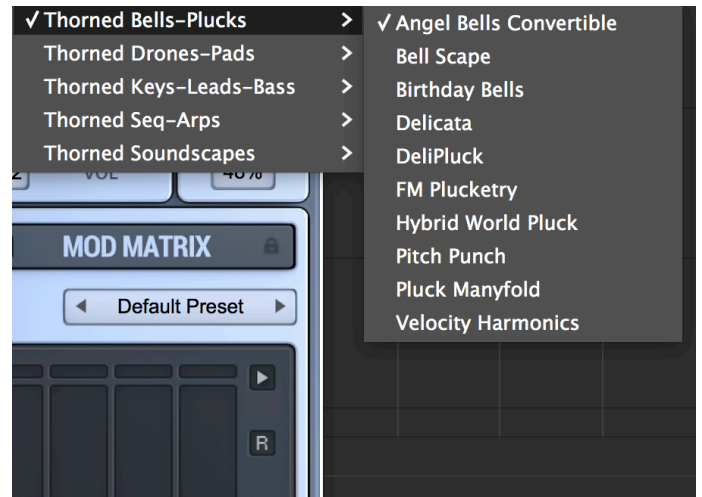 ✓ Thorned Bells-Plucks >
Thorned Drones-Pads >
Thorned Keys-Leads-Bass >
Thorned Seq-Arps >
Thorned Soundscapes >
✓ Angel Bells Convertible
Bell Scape
Birthday Bells
Delicata
DeliPluck
FM Plucketry
Hybrid World Pluck
Pitch Punch
Pluck Manyfold
Velocity Harmonics
VOL
MOD MATRIX
Default Preset
R